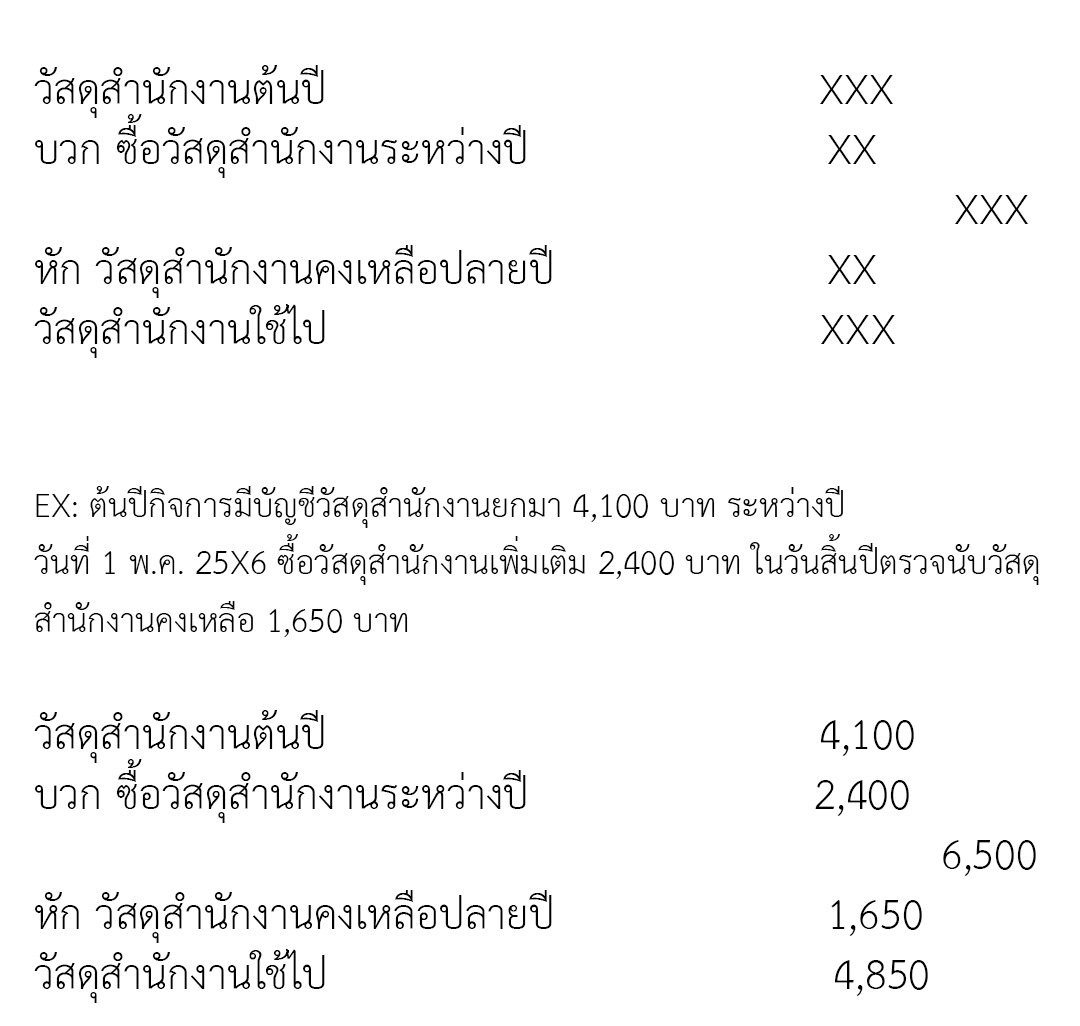 วัสดุสำนักงานต้นปี XXX
บวก ซื้อวัสดุสำนักงานระหว่างปี XX
XXX
หัก วัสดุสำนักงานคงเหลือปลายปี XX
วัสดุสำนักงานใช้ไป XXX
EX: ต้นปีกิจการมีบัญชีวัสดุสำนักงานยกมา 4,100 บาท ระหว่างปี
วันที่ 1 พ.ค. 25X6 ซื้อวัสดุสำนักงานเพิ่มเติม 2,400 บาท ในวันสิ้นปีตรวจนับวัสดุ
สำนักงานคงเหลือ 1,650 บาท
วัสดุสำนักงานต้นปี 4,100
บวก ซื้อวัสดุสำนักงานระหว่างปี 2,400
6,500
หัก วัสดุสำนักงานคงเหลือปลายปี 1,650
วัสดุสำนักงานใช้ไป 4,850